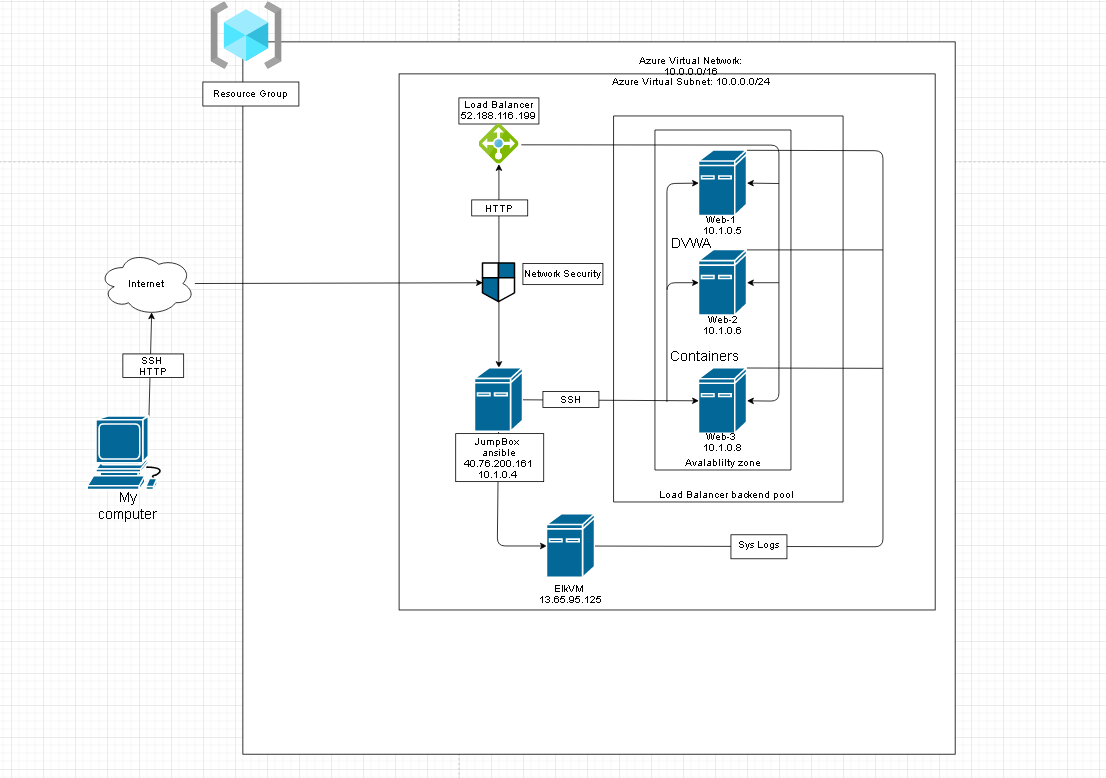 Resource Group
Azure Virtual Network:
10.0.0.0/16
Azure Virtual Subnet: 10.0.0.0/24
Load Balancer
52.188.116.199
HTTP
Network Security
Internet
SSH
HTTP
My
computer
JumpBox
ansible
40.76.200.161
10.1.0.4
SSH
Web-1
10.1.0.5
DVWA
Web-2
10.1.0.6
Containers
Web-3
10.1.0.8
Avalablilty zone
Load Balancer backend pool
Sys Logs
ElkVM
13.65.95.125